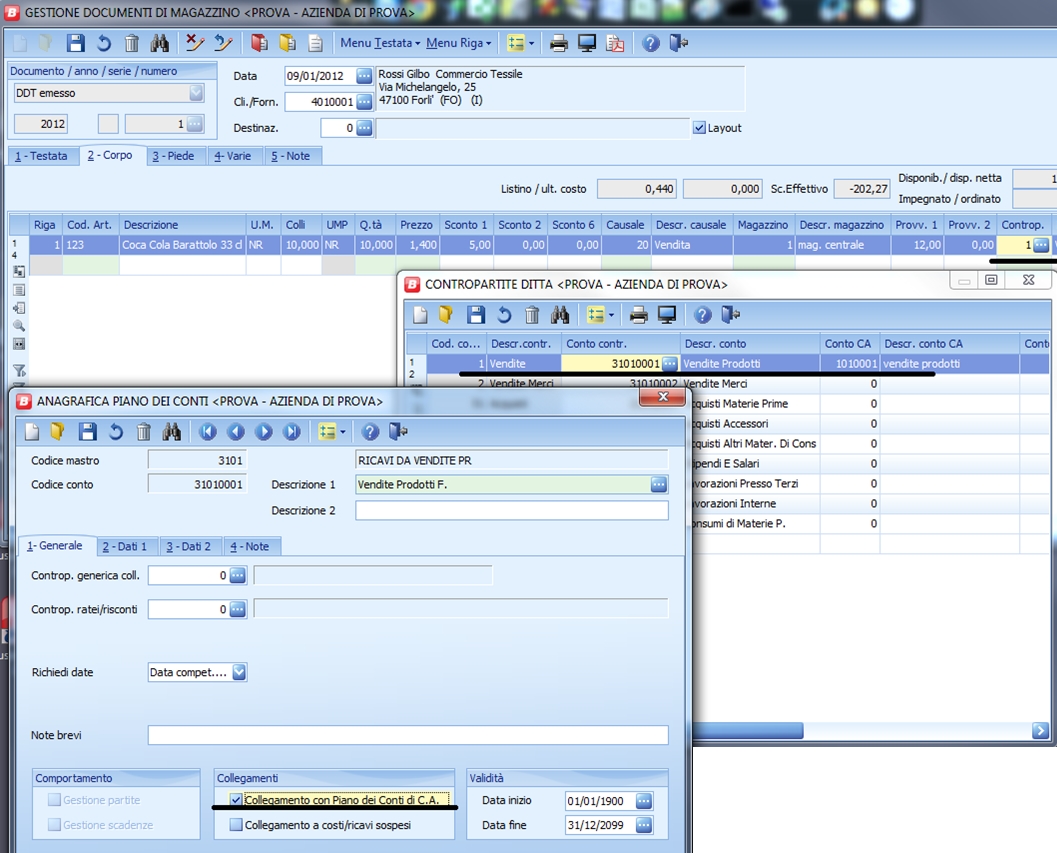 GESTIONE DOCUMENTI DI MAGAZZINO <PROVA - AZIENDA DI PROVA>
Menu Testata Menu Riga
Documento / anno / serie / numero
DDT emesso
2012 1
Data 09/01/2012
Rossi Gilbo Commercio Tessile
Via Michelangelo, 25
47100 Forli' (FO) (I)
Cli./Forn. 4010001
Destinaz. 0 Layout
1 - Testata 2 - Corpo 3 - Piede 4- Varie 5 - Note
Listino / ult. costo 0,440 0,000 Sc.Effettivo -202,27
Disponib./ disp. netta 1
Impegnato / ordinato
Riga Cod. Art. Descrizione U.M. Colli UMP Q.tà Prezzo Sconto 1 Sconto 2 Sconto 6 Causale Descr. causale Magazzino Descr. magazzino Provv. 1 Provv. 2 Controp.
1 123 Coca Cola Barattolo 33 cl NR 10,000 NR 10,000 1,400 5,00 0,00 0,00 20 Vendita 1 mag. centrale 12,00 0,00 1
1
4
CONTROPARTITE DITTA <PROVA - AZIENDA DI PROVA>
Cod. co... Descr.contr. Conto contr. Descr. conto Conto CA Descr. conto CA Cont
1
2
1 Vendite 31010001 Vendite Prodotti 1010001 vendite prodotti
2 Vendite Merci 31010002 Vendite Merci 0
cquisti Materie Prime 0
cquisti Accessori 0
cquisti Altri Mater. Di Cons 0
tipendi E Salari 0
avorazioni Presso Terzi 0
avorazioni Interne 0
onsumi di Materie P. 0
ANAGRAFICA PIANO DEI CONTI <PROVA - AZIENDA DI PROVA>
Codice mastro 3101 RICAVI DA VENDITE PR
Codice conto 31010001 Descrizione 1 Vendite Prodotti F.
Descrizione 2
1- Generale 2 - Dati 1 3 - Dati 2 4 - Note
Controp. generica coll. 0
Controp. ratei/risconti 0
Richiedi date Data compet....
Note brevi
Comportamento
Gestione partite
Gestione scadenze
Collegamenti
Collegamento con Piano dei Conti di C.A.
Collegamento a costi/ricavi sospesi
Validità
Data inizio 01/01/1900
Data fine 31/12/2099